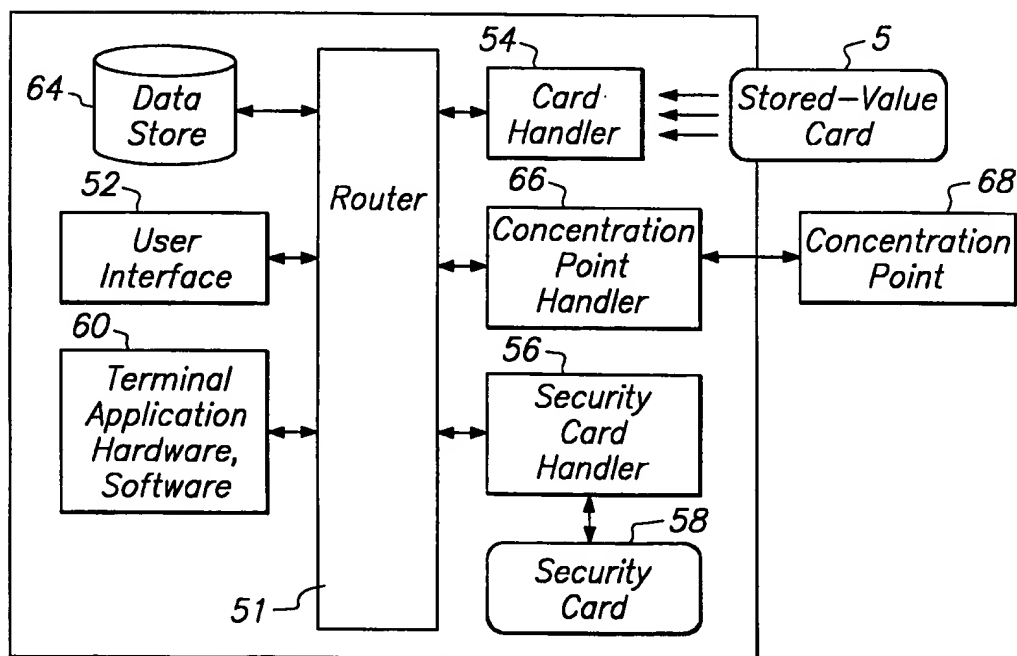 64
Data
Store
52
User
Interface
60
Terminal
Application
Hardware,
Software
Router
51
54
Card
Handler
5
Stored-Value
Card
66
Concentration
Point
Handler
68
Concentration
Point
56
Security
Card
Handler
58
Security
Card